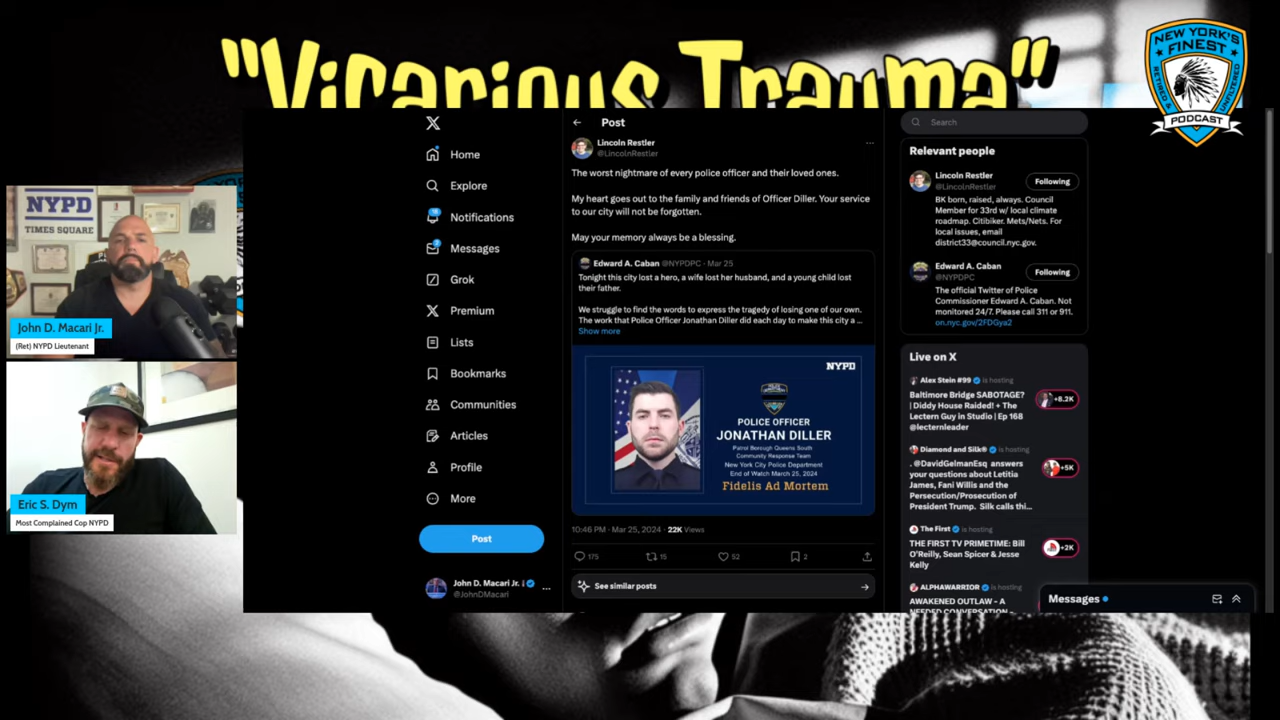 "Vicarious Trauma"
NEW YORK'S
FINEST
RETIRED &
UNFILTERED
PODCAST
NYPD
TIMES SQUARE
John D. Macari Jr.
(Ret) NYPD Lieutenant
Eric S. Dym
Most Complained Cop NYPD
Home
Explore
Notifications
Messages
Grok
Premium
Lists
Bookmarks
Communities
Articles
Profile
More
Post
John D. Macari Jr.
@JohnDMacari
Post
Lincoln Restler
@LincolnRestler
The worst nightmare of every police officer and their loved ones.
My heart goes out to the family and friends of Officer Diller. Your service
to our city will not be forgotten.
May your memory always be a blessing.
Edward A. Caban @NYPDPC · Mar 25
Tonight this city lost a hero, a wife lost her husband, and a young child lost
their father.
We struggle to find the words to express the tragedy of losing one of our own.
The work that Police Officer Jonathan Diller did each day to make this city a ...
Show more
NYPD
POLICE OFFICER
JONATHAN DILLER
Patrol Borough Queens South
Community Response Team
New York City Police Department
End of Watch March 25, 2024
Fidelis Ad Mortem
10:46 PM · Mar 25, 2024 · 22K Views
175
15
52
2
See similar posts
Search
Relevant people
Lincoln Restler
@LincolnRestler
Following
BK born, raised, always. Council
Member for 33rd w/ local climate
roadmap. Citibiker. Mets/Nets. For
local issues, email
district33@council.nyc.gov.
Edward A. Caban
@NYPDPC
Following
The official Twitter of Police
Commissioner Edward A. Caban. Not
monitored 24/7. Please call 311 or 911.
on.nyc.gov/2FDGya2
Live on X
Alex Stein #99 is hosting
Baltimore Bridge SABOTAGE?
| Diddy House Raided! + The
Lectern Guy in Studio | Ep 168
@lecternleader
+8.2K
Diamond and Silk® is hosting
. @DavidGelmanEsq answers
your questions about Letitia
James, Fani Willis and the
Persecution/Prosecution of
President Trump. Silk calls thi...
+5K
The First is hosting
THE FIRST TV PRIMETIME: Bill
O'Reilly, Sean Spicer & Jesse
Kelly
+2K
ALPHAWARRIOR is hosting
AWAKENED OUTLAW - A
NEEDED CONVERSATION
Messages